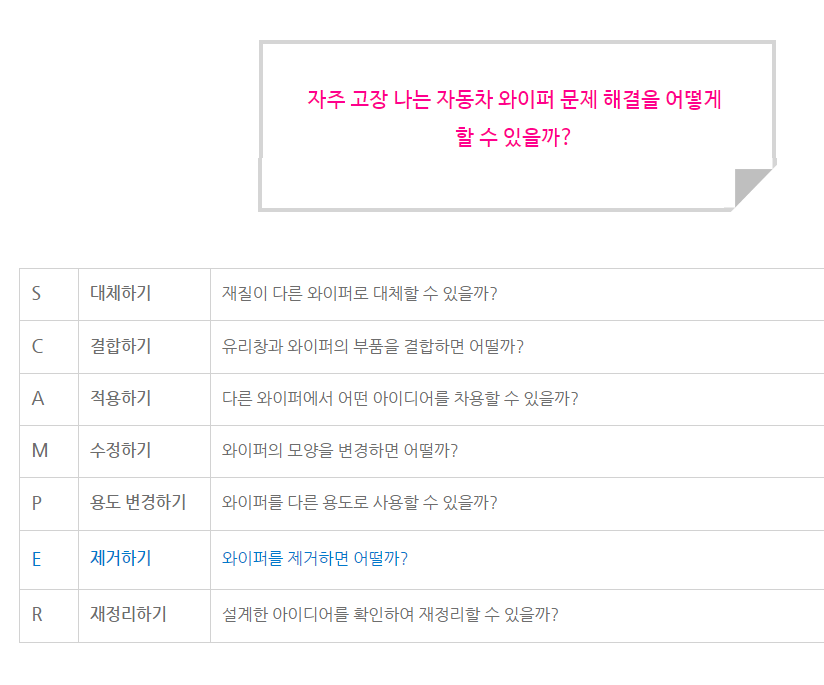 자주 고장 나는 자동차 와이퍼 문제 해결을 어떻게
할 수 있을까?
S 대체하기 재질이 다른 와이퍼로 대체할 수 있을까?
C 결합하기 유리창과 와이퍼의 부품을 결합하면 어떨까?
A 적용하기 다른 와이퍼에서 어떤 아이디어를 차용할 수 있을까?
M 수정하기 와이퍼의 모양을 변경하면 어떨까?
P 용도 변경하기 와이퍼를 다른 용도로 사용할 수 있을까?
E 제거하기 와이퍼를 제거하면 어떨까?
R 재정리하기 설계한 아이디어를 확인하여 재정리할 수 있을까?